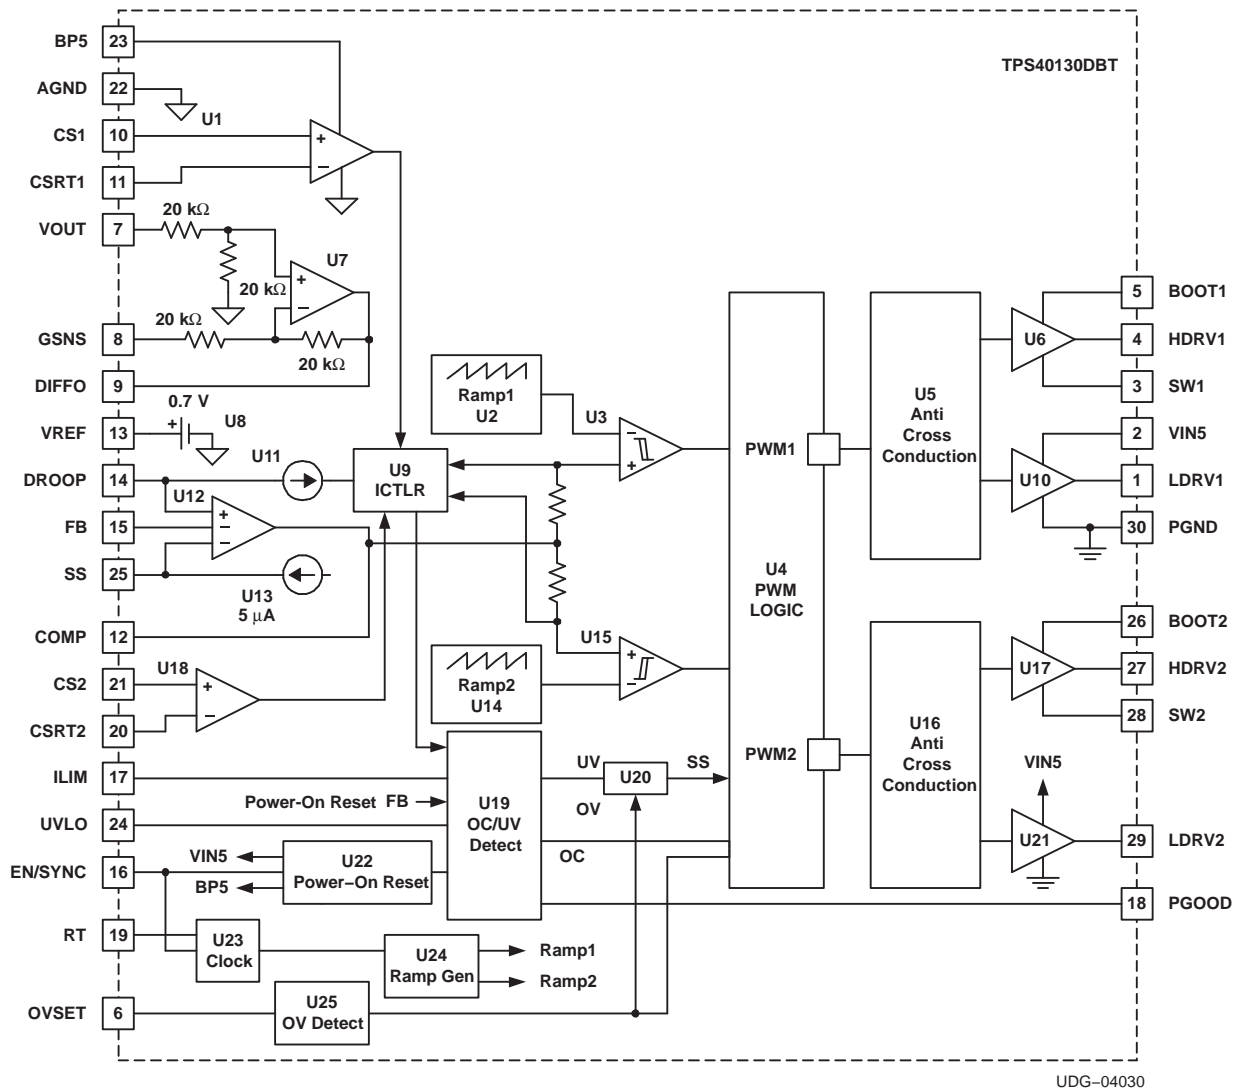 TPS40130DBT
BP5
23
AGND
22
U1
CS1
10
+
−
CSRT1
11
20 kΩ
VOUT
7
U7
+
−
20 kΩ
20 kΩ
GSNS
8
20 kΩ
DIFFO
9
0.7 V
+
U8
VREF
13
U11
DROOP
14
U12
+
−
−
FB
15
SS
25
U13
5 μA
COMP
12
U18
CS2
21
+
−
CSRT2
20
ILIM
17
Power-On Reset FB
UVLO
24
VIN5
EN/SYNC
16
BP5
U22
Power−On Reset
RT
19
U23
Clock
U24
Ramp Gen
Ramp1
Ramp2
OVSET
6
U25
OV Detect
U9
ICTLR
Ramp1
U2
U3
−
+
U15
+
−
Ramp2
U14
U19
OC/UV
Detect
UV
U20
SS
OV
OC
PWM1
U4
PWM
LOGIC
PWM2
U5
Anti
Cross
Conduction
U6
U10
5
BOOT1
4
HDRV1
3
SW1
2
VIN5
1
LDRV1
30
PGND
U16
Anti
Cross
Conduction
U17
26
BOOT2
27
HDRV2
28
SW2
VIN5
U21
29
LDRV2
18
PGOOD
UDG−04030